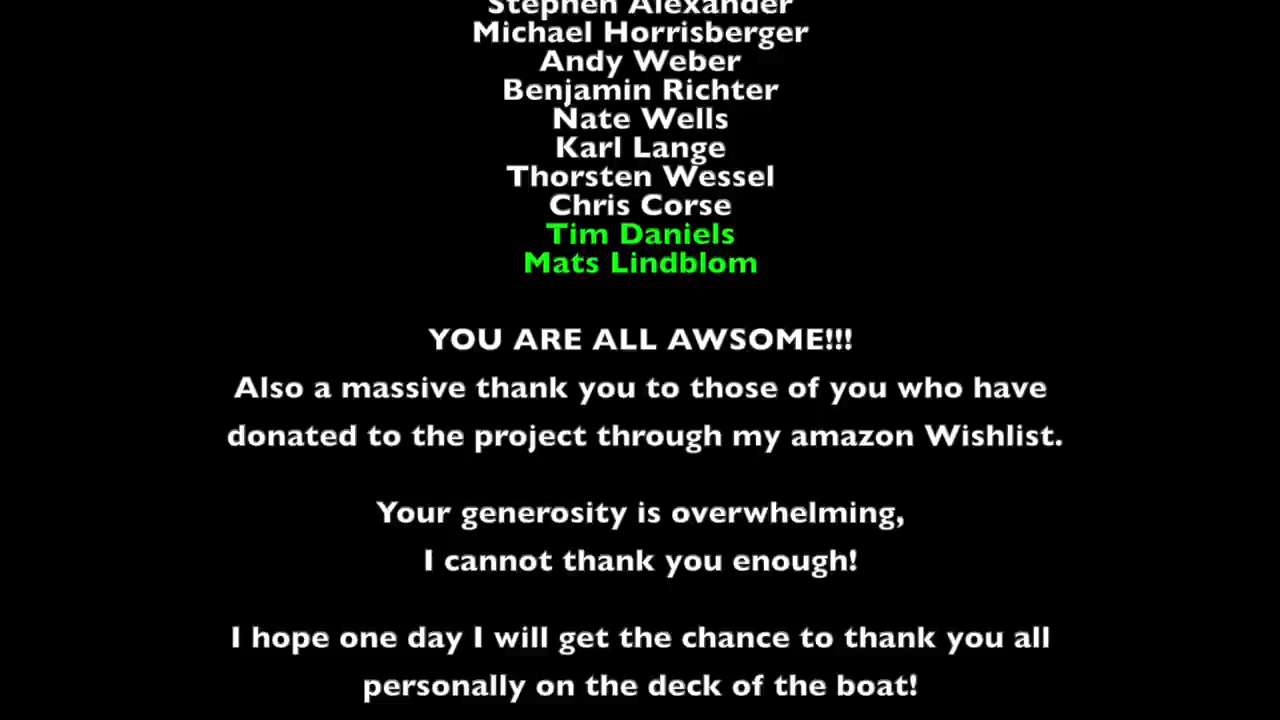 Stephen Alexander
Michael Horrisberger
Andy Weber
Benjamin Richter
Nate Wells
Karl Lange
Thorsten Wessel
Chris Corse
Tim Daniels
Mats Lindblom
YOU ARE ALL AWSOME!!!
Also a massive thank you to those of you who have
donated to the project through my amazon Wishlist.
Your generosity is overwhelming,
I cannot thank you enough!
I hope one day I will get the chance to thank you all
personally on the deck of the boat!